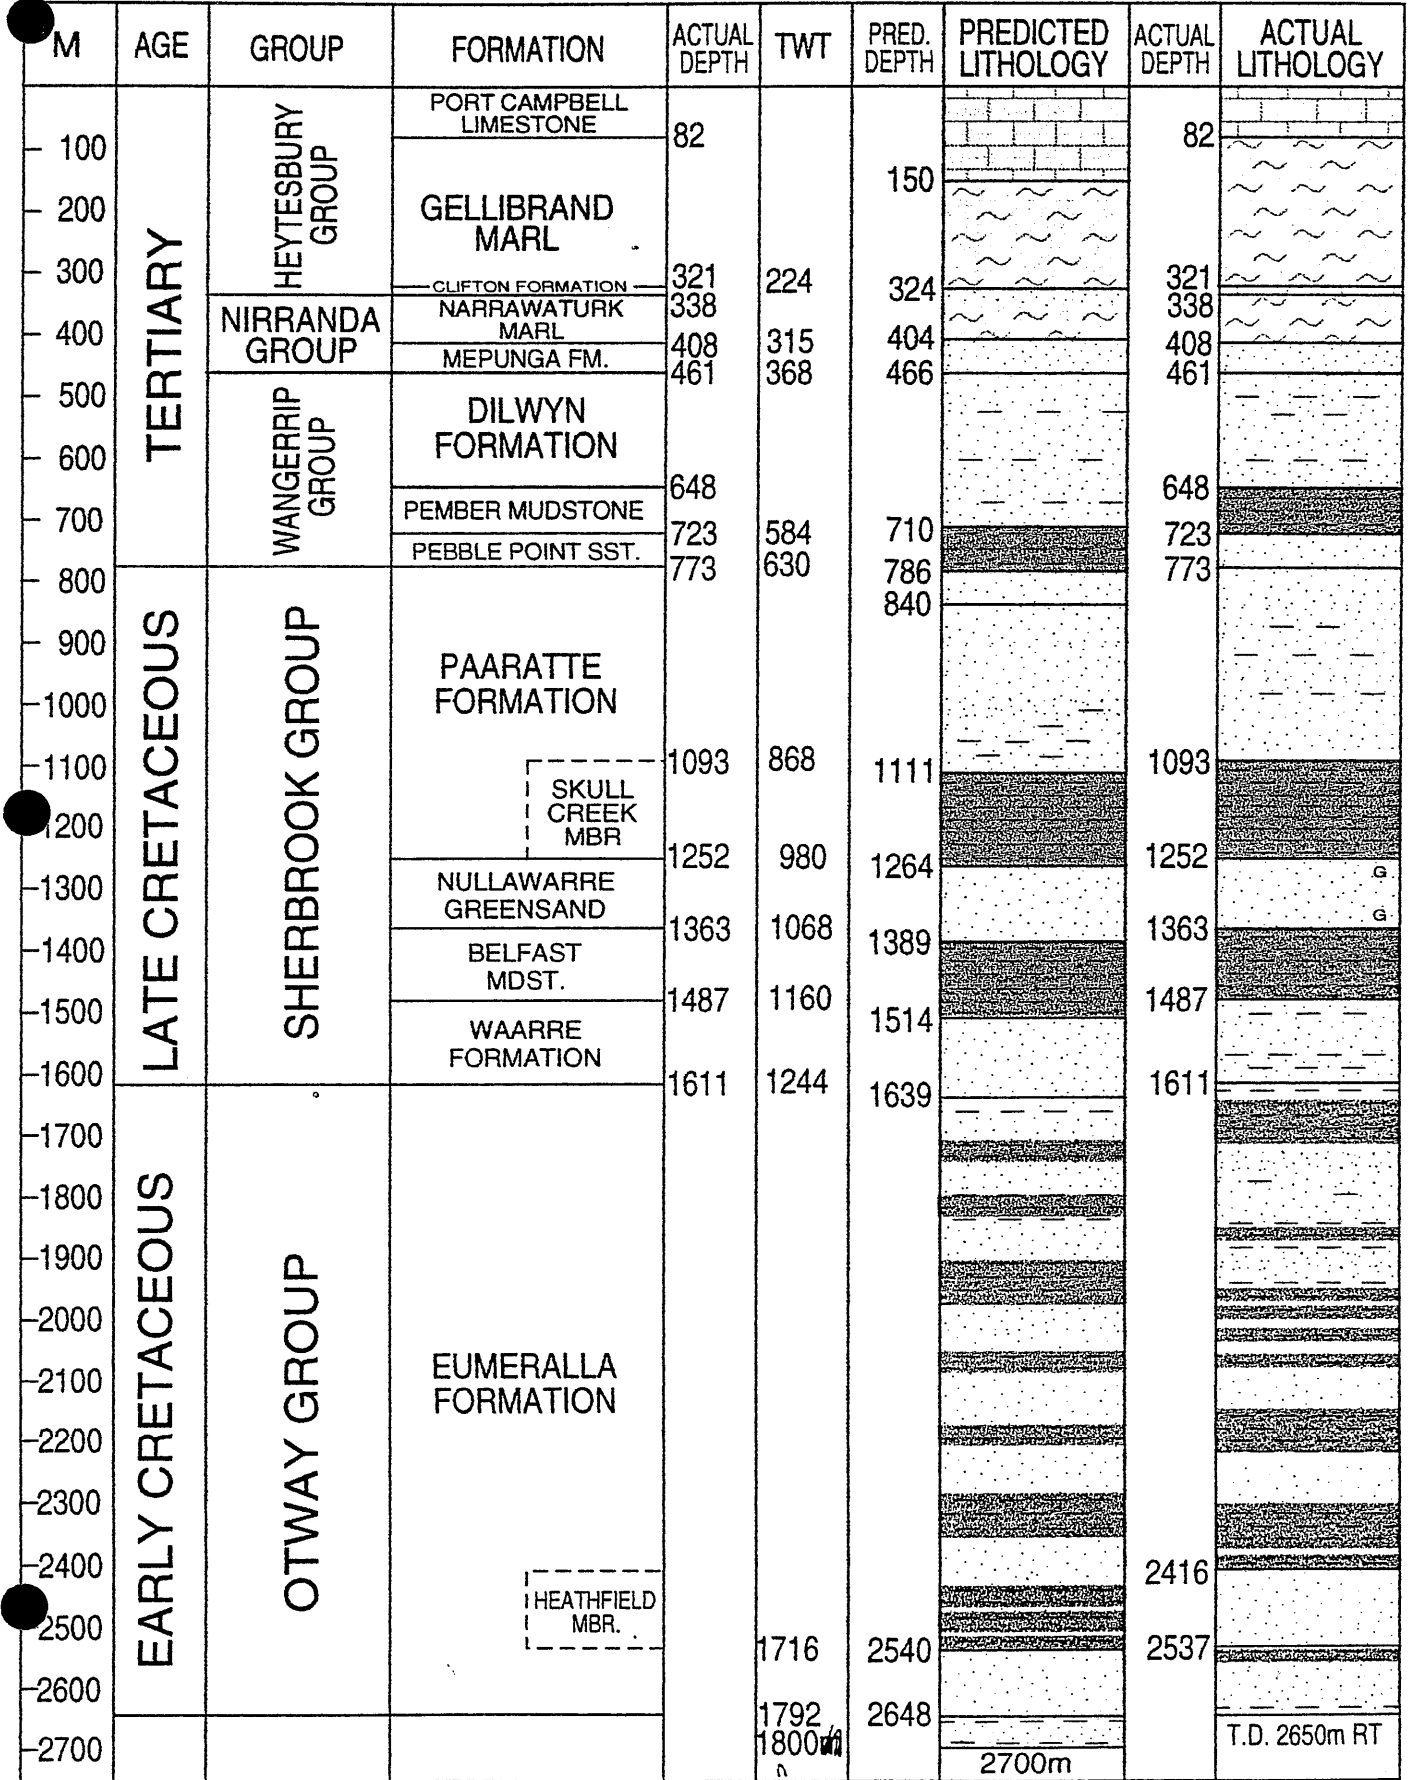 M
AGE
GROUP
FORMATION
ACTUAL
DEPTH
TWT
PRED.
DEPTH
PREDICTED
LITHOLOGY
ACTUAL
DEPTH
ACTUAL
LITHOLOGY
100
200
300
400
500
600
700
800
900
1000
1100
1200
1300
1400
1500
1600
1700
1800
1900
2000
2100
2200
2300
2400
2500
2600
2700
TERTIARY
LATE CRETACEOUS
EARLY CRETACEOUS
HEYTESBURY
GROUP
NIRRANDA
GROUP
WANGERRIP
GROUP
SHERBROOK GROUP
OTWAY GROUP
PORT CAMPBELL
LIMESTONE
GELLIBRAND
MARL
CLIFTON FORMATION
NARRAWATURK
MARL
MEPUNGA FM.
DILWYN
FORMATION
PEMBER MUDSTONE
PEBBLE POINT SST.
PAARATTE
FORMATION
SKULL
CREEK
MBR
NULLAWARRE
GREENSAND
BELFAST
MDST.
WAARRE
FORMATION
EUMERALLA
FORMATION
HEATHFIELD
MBR.
82
321
338
408
461
648
723
773
1093
1252
1363
1487
1611
224
315
368
584
630
868
980
1068
1160
1244
1716
1792
1800m
150
324
404
466
710
786
840
1111
1264
1389
1514
1639
2540
2648
2700m
82
321
338
408
461
648
723
773
1093
1252
1363
1487
1611
2416
2537
G
G
T.D. 2650m RT